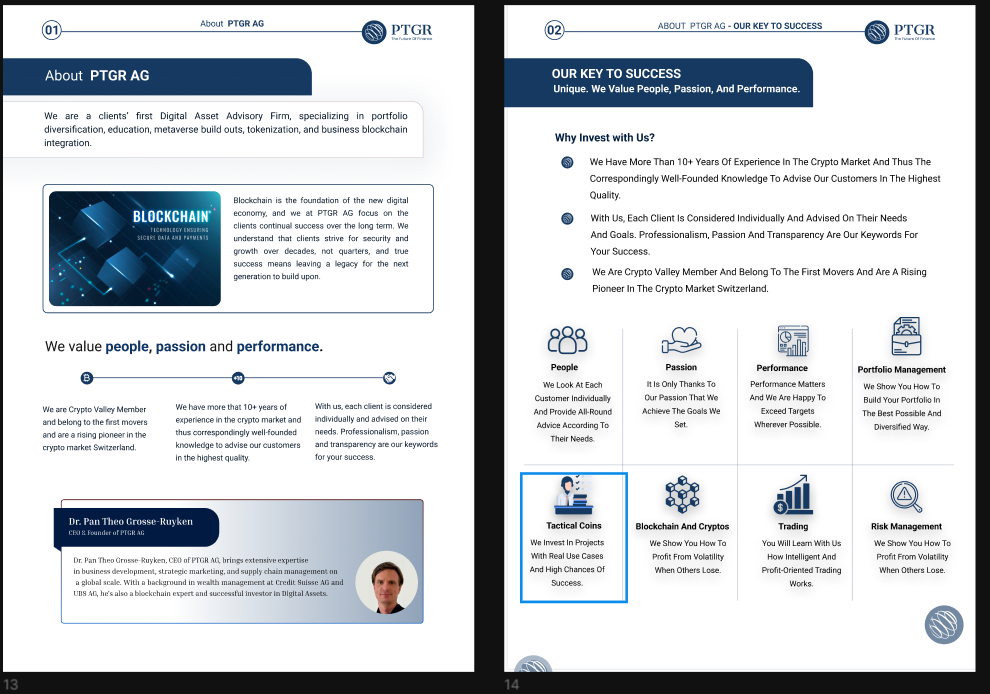 01
About PTGR AG
PTGR
The Future Of Finance
About PTGR AG
We are a clients' first Digital Asset Advisory Firm, specializing in portfolio
diversification, education, metaverse build outs, tokenization, and business blockchain
integration.
BLOCKCHAIN
TECHNOLOGY ENSURING
SECURE DATA AND PAYMENTS
Blockchain is the foundation of the new digital
economy, and we at PTGR AG focus on the
clients continual success over the long term. We
understand that clients strive for security and
growth over decades, not quarters, and true
success means leaving a legacy for the next
generation to build upon.
We value people, passion and performance.
+10
We are Crypto Valley Member
and belong to the first movers
and are a rising pioneer in the
crypto market Switzerland.
We have more that 10+ years of
experience in the crypto market and
thus correspondingly well-founded
knowledge to advise our customers
in the highest quality.
With us, each client is considered
individually and advised on their
needs. Professionalism, passion
and transparency are our keywords
for your success.
Dr. Pan Theo Grosse-Ruyken
CEO & Founder of PTGR AG
Dr. Pan Theo Grosse-Ruyken, CEO of PTGR AG, brings extensive expertise
in business development, strategic marketing, and supply chain management on
a global scale. With a background in wealth management at Credit Suisse AG and
UBS AG, he's also a blockchain expert and successful investor in Digital Assets.
13
02
ABOUT PTGR AG - OUR KEY TO SUCCESS
PTGR
The Future Of Finance
OUR KEY TO SUCCESS
Unique. We Value People, Passion, And Performance.
Why Invest with Us?
We Have More Than 10+ Years Of Experience In The Crypto Market And Thus The
Correspondingly Well-Founded Knowledge To Advise Our Customers In The Highest
Quality.
With Us, Each Client Is Considered Individually And Advised On Their Needs
And Goals. Professionalism, Passion And Transparency Are Our Keywords For
Your Success.
We Are Crypto Valley Member And Belong To The First Movers And Are A Rising
Pioneer In The Crypto Market Switzerland.
People
We Look At Each
Customer Individually
And Provide All-Round
Advice According To
Their Needs.
Passion
It Is Only Thanks To
Our Passion That We
Achieve The Goals We
Set.
Performance
Performance Matters
And We Are Happy To
Exceed Targets
Wherever Possible.
Portfolio Management
We Show You How To
Build Your Portfolio In
The Best Possible And
Diversified Way.
Tactical Coins
We Invest In Projects
With Real Use Cases
And High Chances Of
Success.
Blockchain And Cryptos
We Show You How To
Profit From Volatility
When Others Lose.
Trading
You Will Learn With Us
How Intelligent And
Profit-Oriented Trading
Works.
Risk Management
We Show You How To
Profit From Volatility
When Others Lose.
14